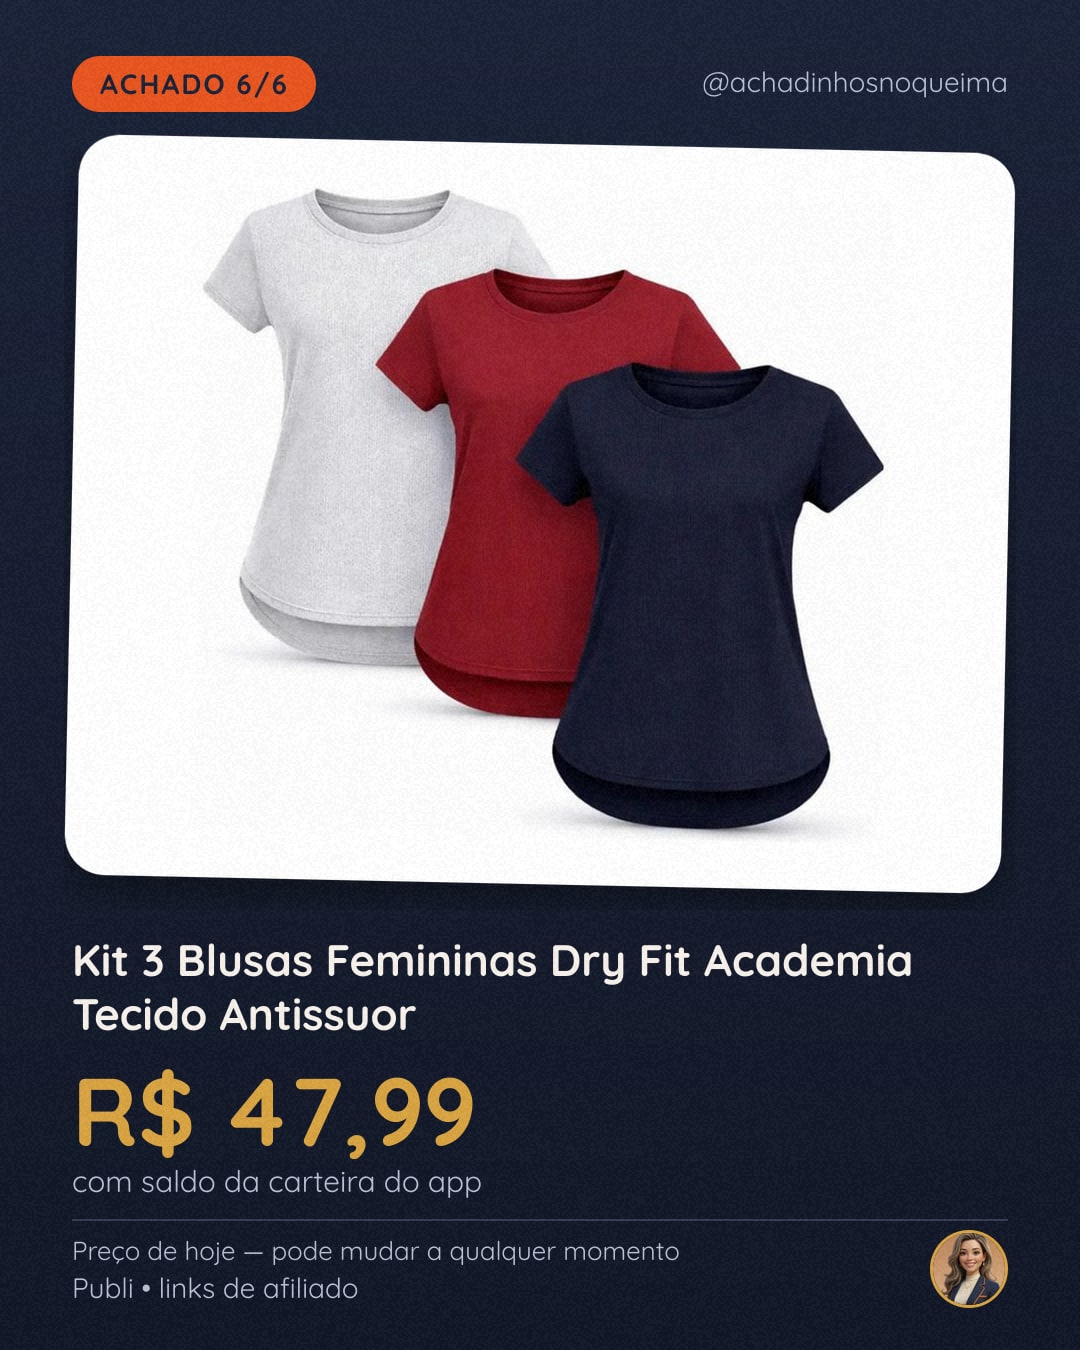 ACHADO 6/6
@achadinhosnoqueima
Kit 3 Blusas Femininas Dry Fit Academia
Tecido Antissuor
R$ 47,99
com saldo da carteira do app
Preço de hoje — pode mudar a qualquer momento
Publi • links de afiliado